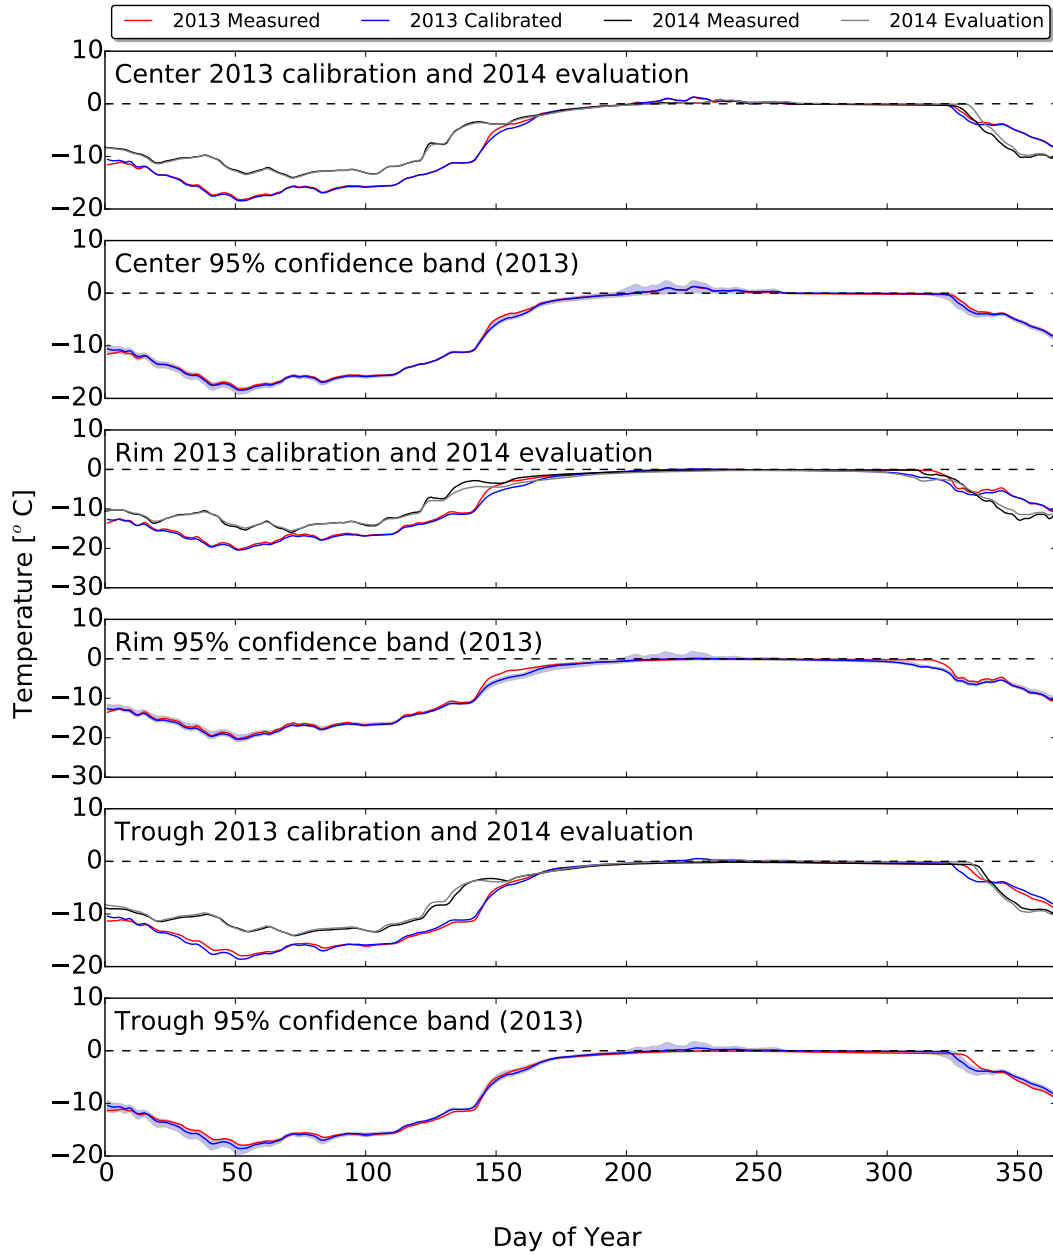 2013 Measured 2013 Calibrated 2014 Measured 2014 Evaluation
Center 2013 calibration and 2014 evaluation
10
0
−10
−20
Center 95% confidence band (2013)
10
0
−10
−20
Rim 2013 calibration and 2014 evaluation
10
0
−10
−20
−30
Rim 95% confidence band (2013)
10
0
−10
−20
−30
Trough 2013 calibration and 2014 evaluation
10
0
−10
−20
Trough 95% confidence band (2013)
10
0
−10
−20
0 50 100 150 200 250 300 350
Temperature [° C]
Day of Year